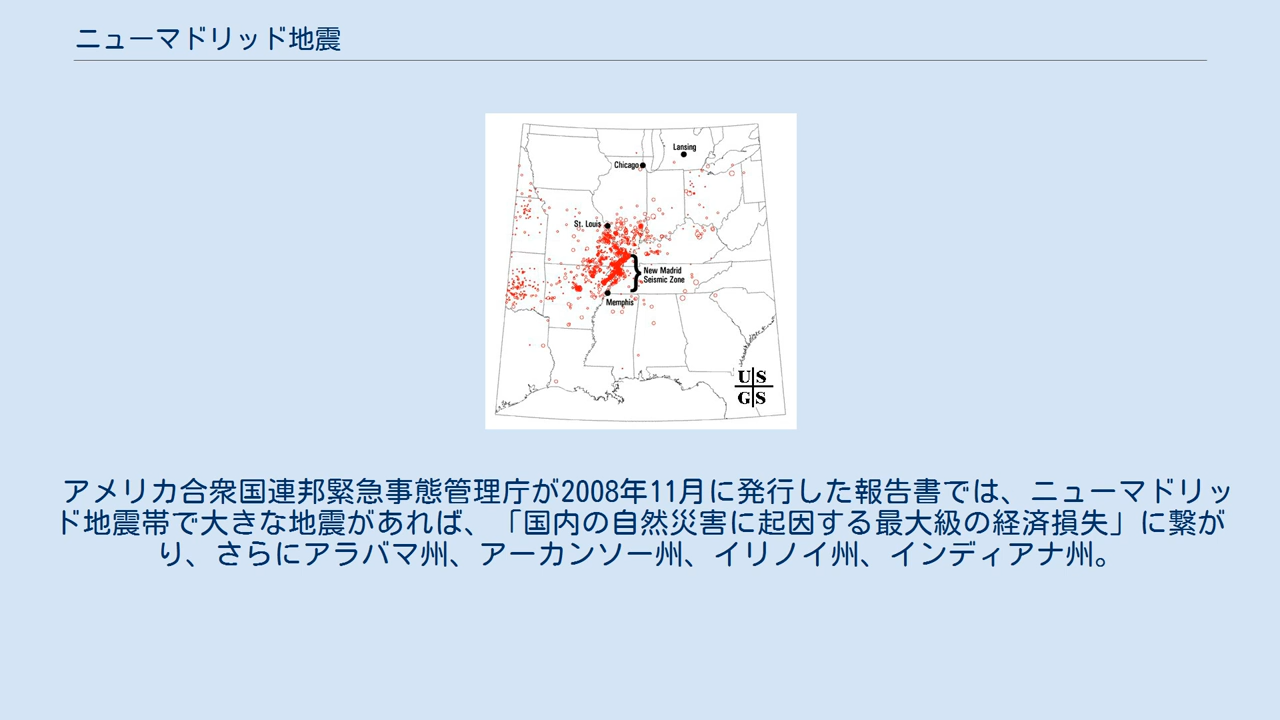 ニューマドリッド地震
Lansing
Chicago
St. Louis
New Madrid
Seismic Zone
Memphis
US
GS
アメリカ合衆国連邦緊急事態管理庁が2008年11月に発行した報告書では、ニューマドリッ
ド地震帯で大きな地震があれば、「国内の自然災害に起因する最大級の経済損失」に繋が
り、さらにアラバマ州、アーカンソー州、イリノイ州、インディアナ州。